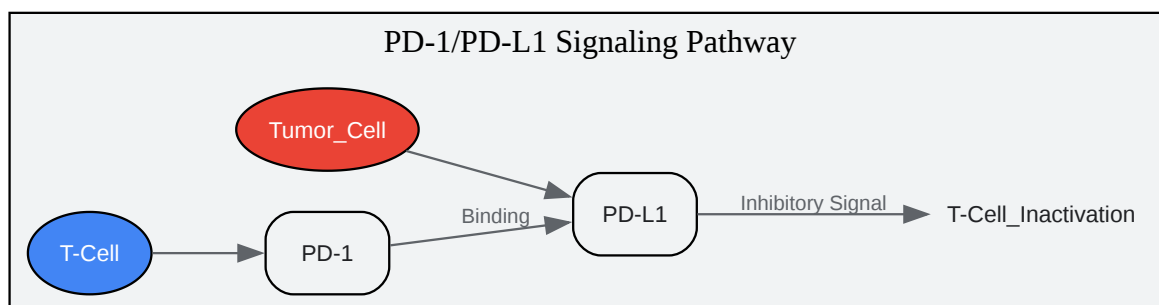 PD-1/PD-L1 Signaling Pathway
Tumor_Cell
Binding
PD-L1
Inhibitory Signal
T-Cell_Inactivation
T-Cell
PD-1